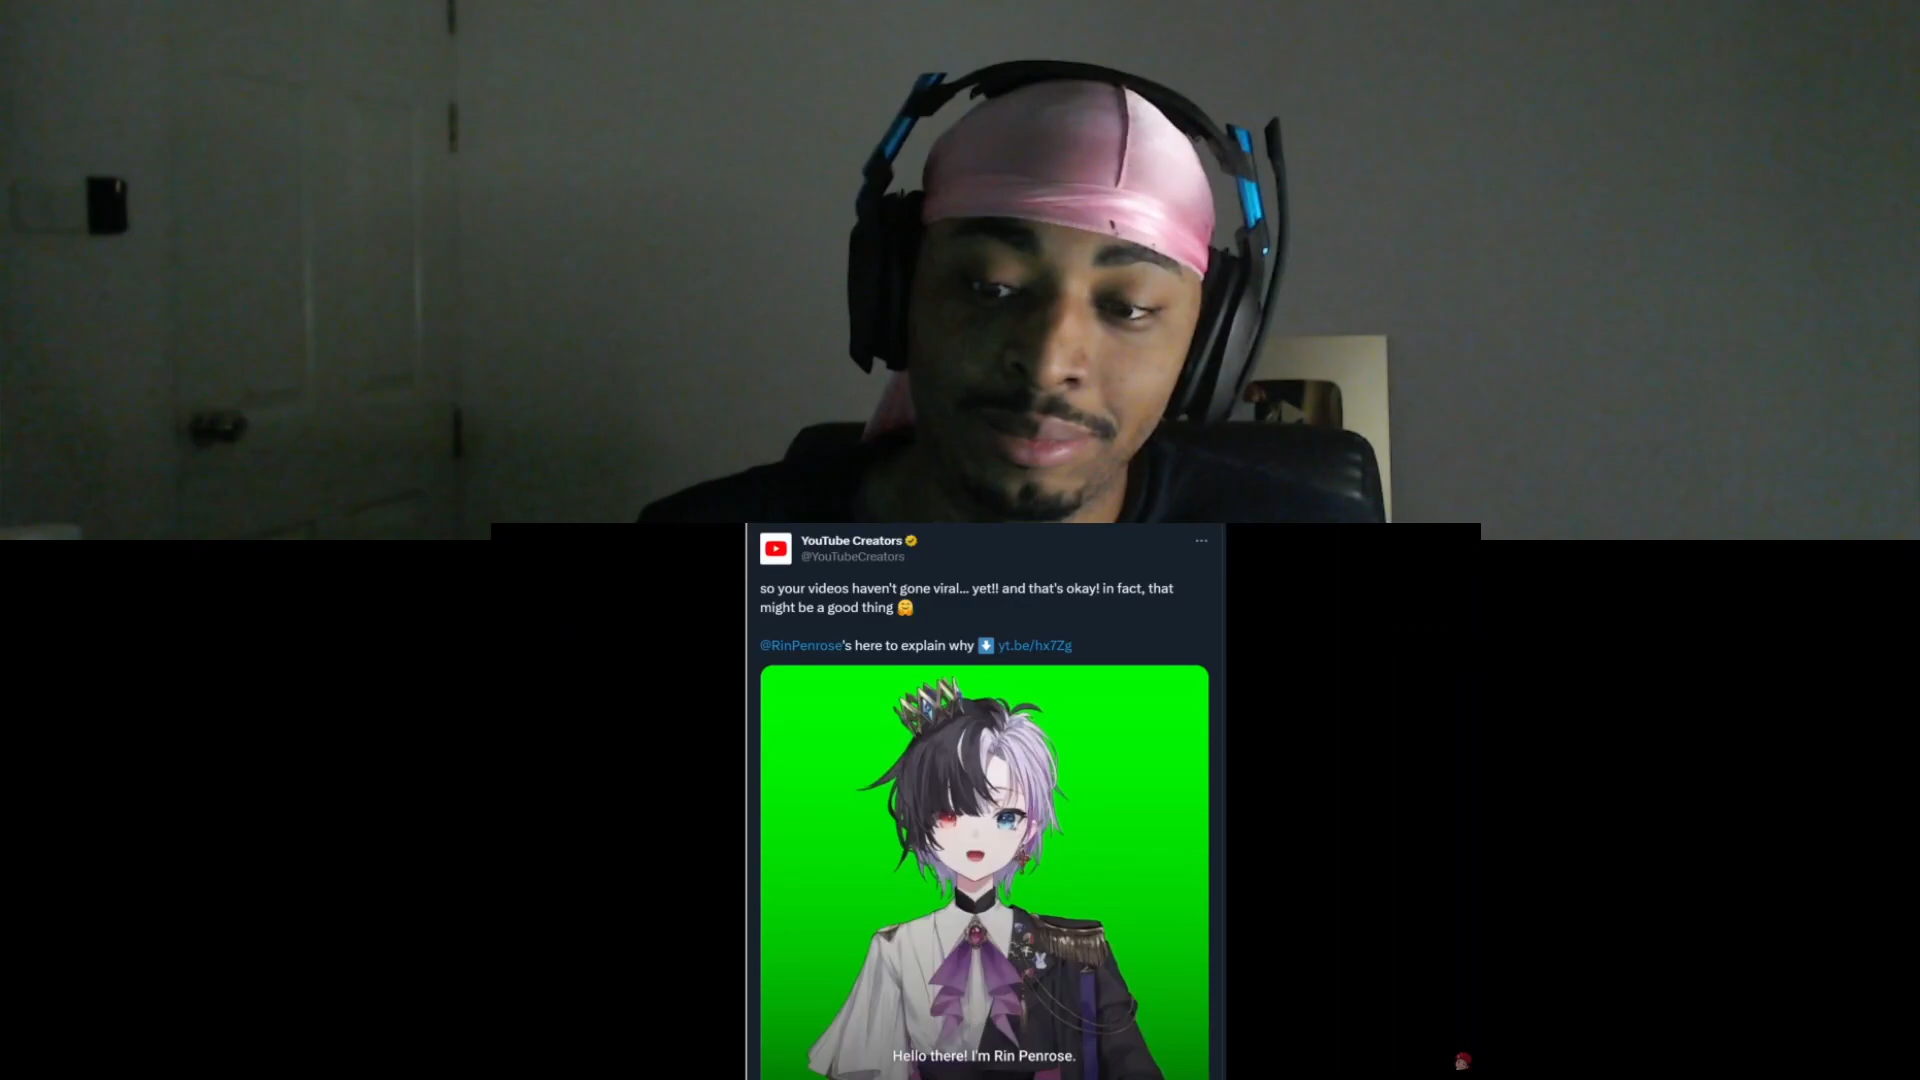 YouTube Creators
@YouTubeCreators
so your videos haven't gone viral... yet!! and that's okay! in fact, that
might be a good thing 🤗
@RinPenrose's here to explain why ⬇️ yt.be/hx7Zg
Hello there! I'm Rin Penrose.